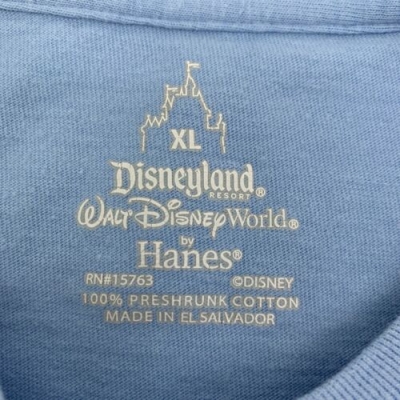 XL
Disneyland®
RESORT
WALT DISNEY World®
by
Hanes®
RN#15763 ©DISNEY
100% PRESHRUNK COTTON
MADE IN EL SALVADOR